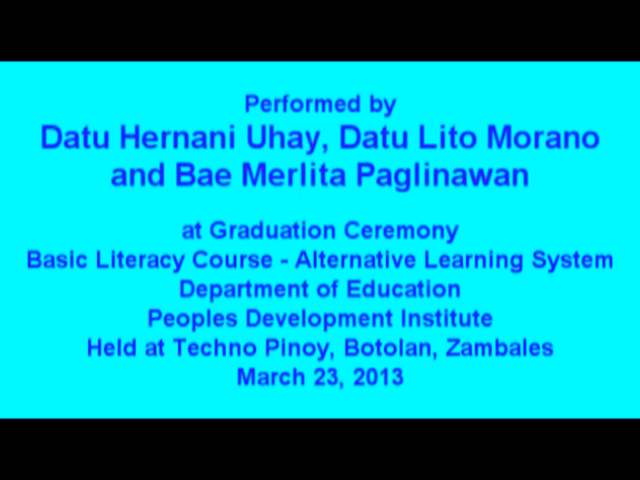 Performed by
Datu Hernani Uhay, Datu Lito Morano
and Bae Merlita Paglinawan
at Graduation Ceremony
Basic Literacy Course - Alternative Learning System
Department of Education
Peoples Development Institute
Held at Techno Pinoy, Botolan, Zambales
March 23, 2013